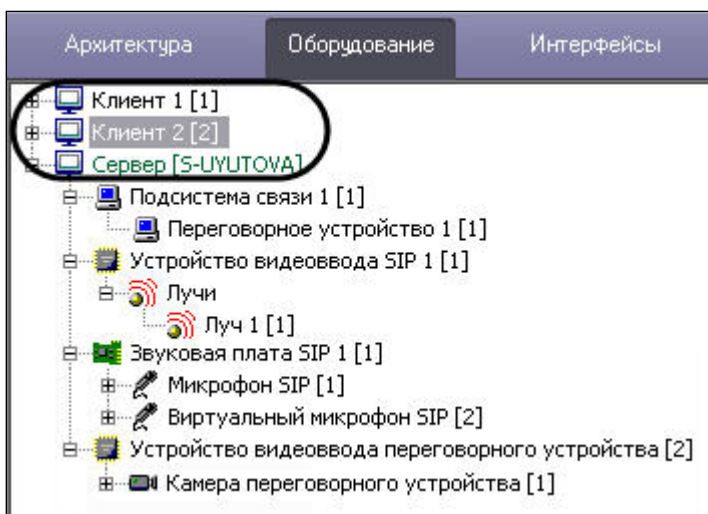 Архитектура Оборудование Интерфейсы
Клиент 1 [1]
Клиент 2 [2]
Сервер [S-UYUTOVA]
Подсистема связи 1 [1]
Переговорное устройство 1 [1]
Устройство видеоввода SIP 1 [1]
Лучи
Луч 1 [1]
Звуковая плата SIP 1 [1]
Микрофон SIP [1]
Виртуальный микрофон SIP [2]
Устройство видеоввода переговорного устройства [2]
Камера переговорного устройства [1]